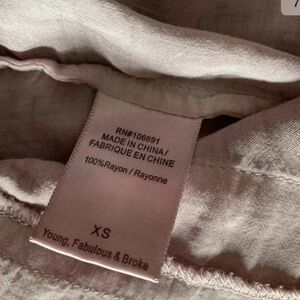 RN#106691
MADE IN CHINA/
FABRIQUE EN CHINE
100%Rayon / Rayonne
XS
Young, Fabulous & Broke